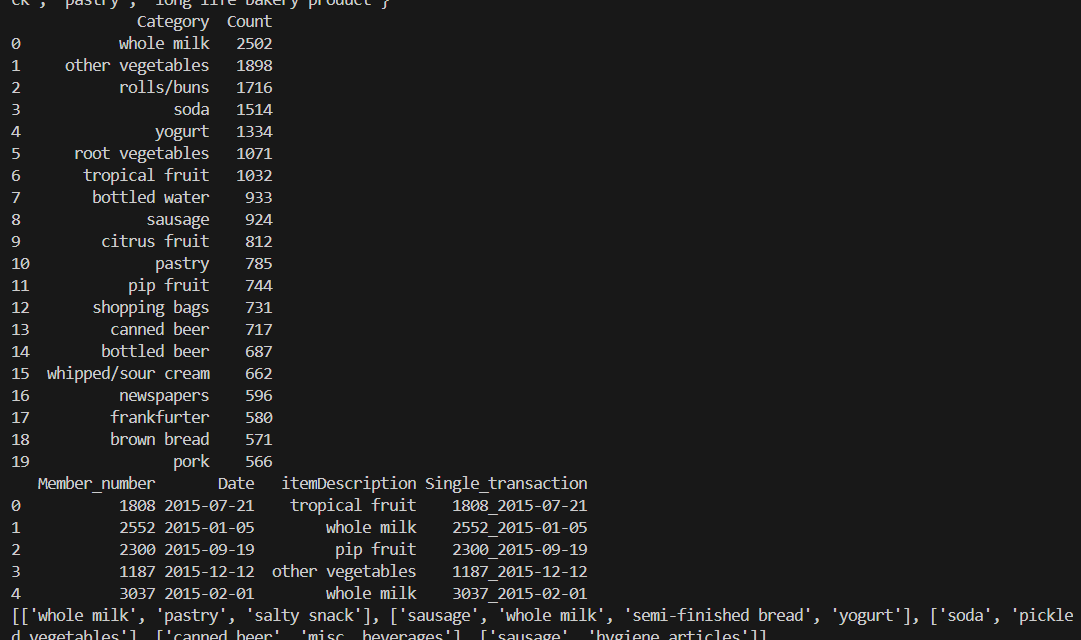 ck', 'pastry', 'long life bakery product'}
Category Count
0 whole milk 2502
1 other vegetables 1898
2 rolls/buns 1716
3 soda 1514
4 yogurt 1334
5 root vegetables 1071
6 tropical fruit 1032
7 bottled water 933
8 sausage 924
9 citrus fruit 812
10 pastry 785
11 pip fruit 744
12 shopping bags 731
13 canned beer 717
14 bottled beer 687
15 whipped/sour cream 662
16 newspapers 596
17 frankfurter 580
18 brown bread 571
19 pork 566
Member_number Date itemDescription Single_transaction
0 1808 2015-07-21 tropical fruit 1808_2015-07-21
1 2552 2015-01-05 whole milk 2552_2015-01-05
2 2300 2015-09-19 pip fruit 2300_2015-09-19
3 1187 2015-12-12 other vegetables 1187_2015-12-12
4 3037 2015-02-01 whole milk 3037_2015-02-01
[['whole milk', 'pastry', 'salty snack'], ['sausage', 'whole milk', 'semi-finished bread', 'yogurt'], ['soda', 'pickle
d vegetables'], ['canned beer', 'misc. beverages'], ['sausage', 'hygiene articles']]